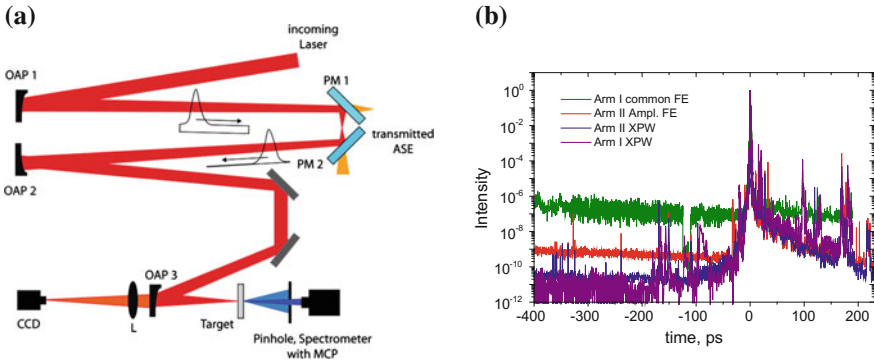 (a)
incoming
Laser
OAP 1
PM 1
transmitted
ASE
PM 2
OAP 2
OAP 3
CCD
L
Target
Pinhole, Spectrometer
with MCP
(b)
Intensity
10^0
10^-2
10^-4
10^-6
10^-8
10^-10
10^-12
Arm I common FE
Arm II Ampl. FE
Arm II XPW
Arm I XPW
-400 -300 -200 -100 0 100 200
time, ps